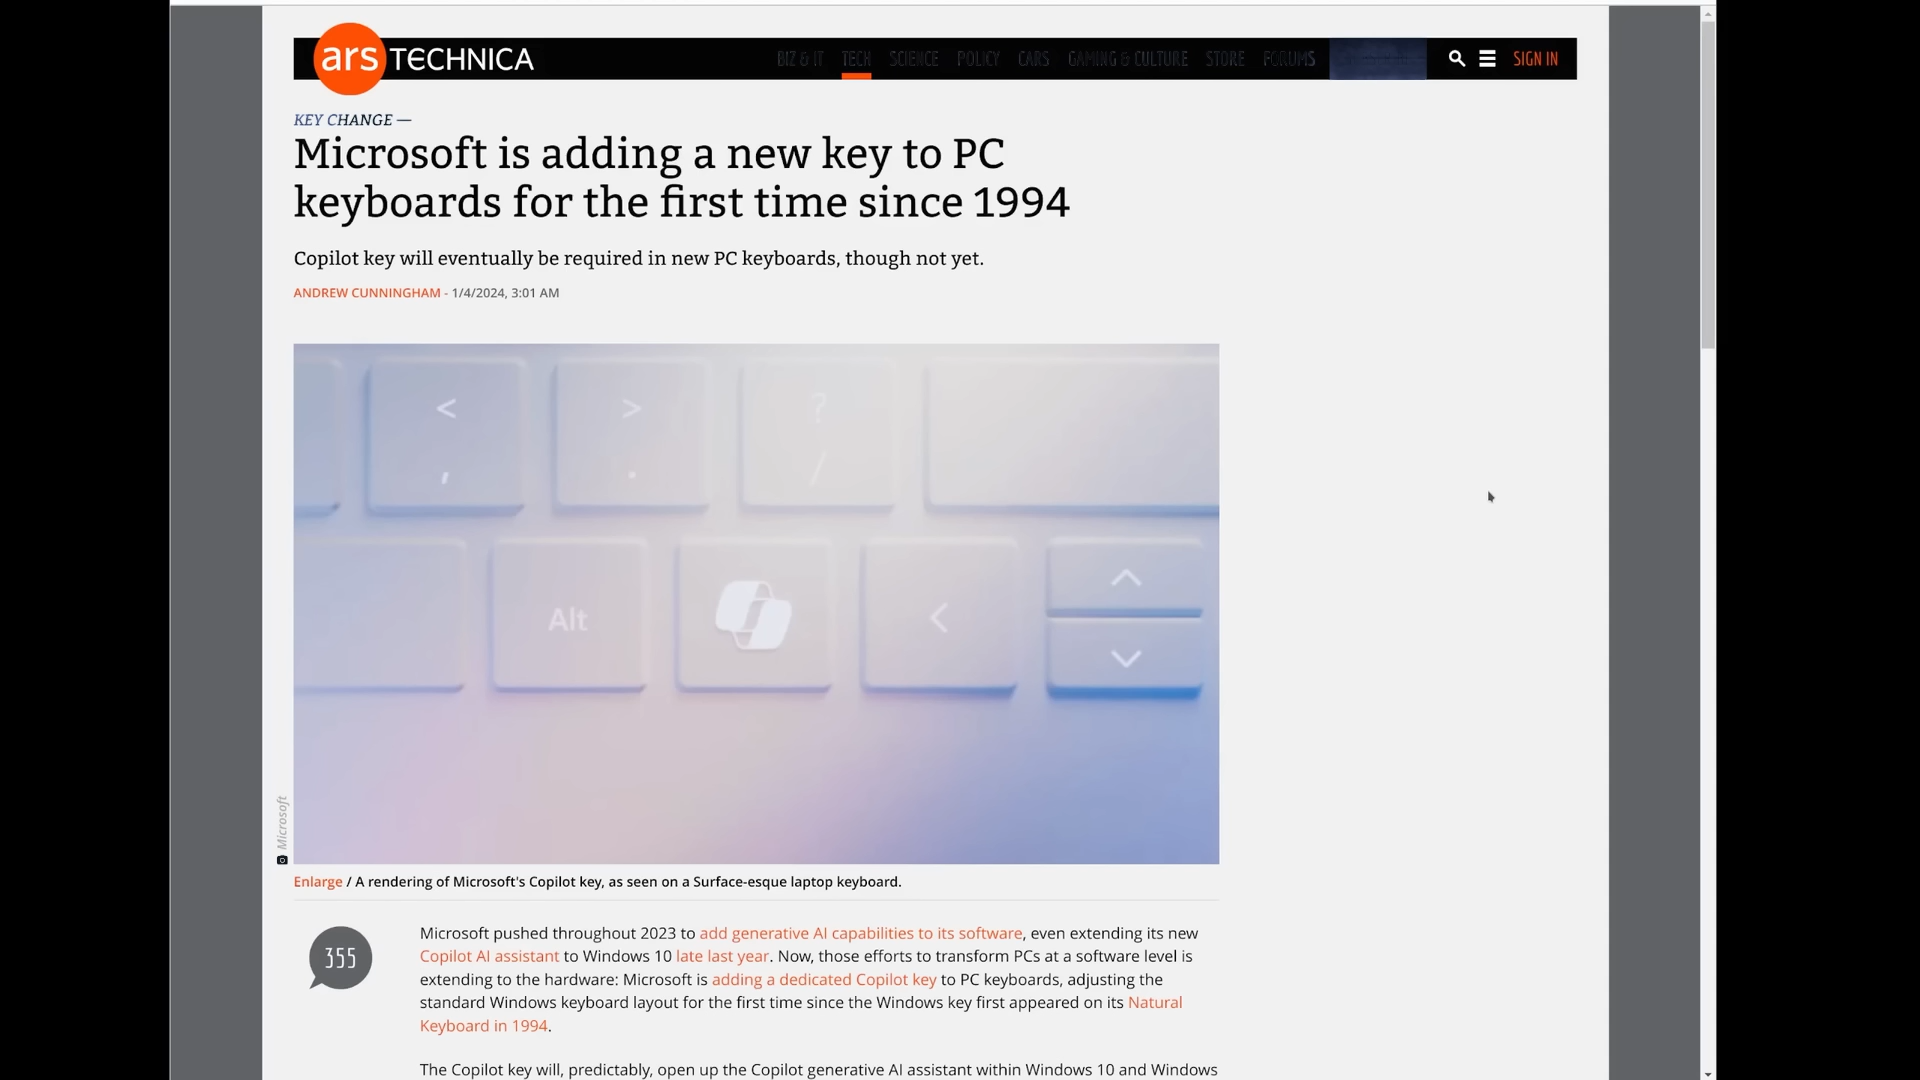 ars TECHNICA
BIZ & IT TECH SCIENCE POLICY CARS GAMING & CULTURE STORE FORUMS SIGN IN
KEY CHANGE —
Microsoft is adding a new key to PC
keyboards for the first time since 1994
Copilot key will eventually be required in new PC keyboards, though not yet.
ANDREW CUNNINGHAM - 1/4/2024, 3:01 AM
< > ?
, . /
Alt
Microsoft
Enlarge / A rendering of Microsoft's Copilot key, as seen on a Surface-esque laptop keyboard.
355
Microsoft pushed throughout 2023 to add generative AI capabilities to its software, even extending its new
Copilot AI assistant to Windows 10 late last year. Now, those efforts to transform PCs at a software level is
extending to the hardware: Microsoft is adding a dedicated Copilot key to PC keyboards, adjusting the
standard Windows keyboard layout for the first time since the Windows key first appeared on its Natural
Keyboard in 1994.
The Copilot key will, predictably, open up the Copilot generative AI assistant within Windows 10 and Windows